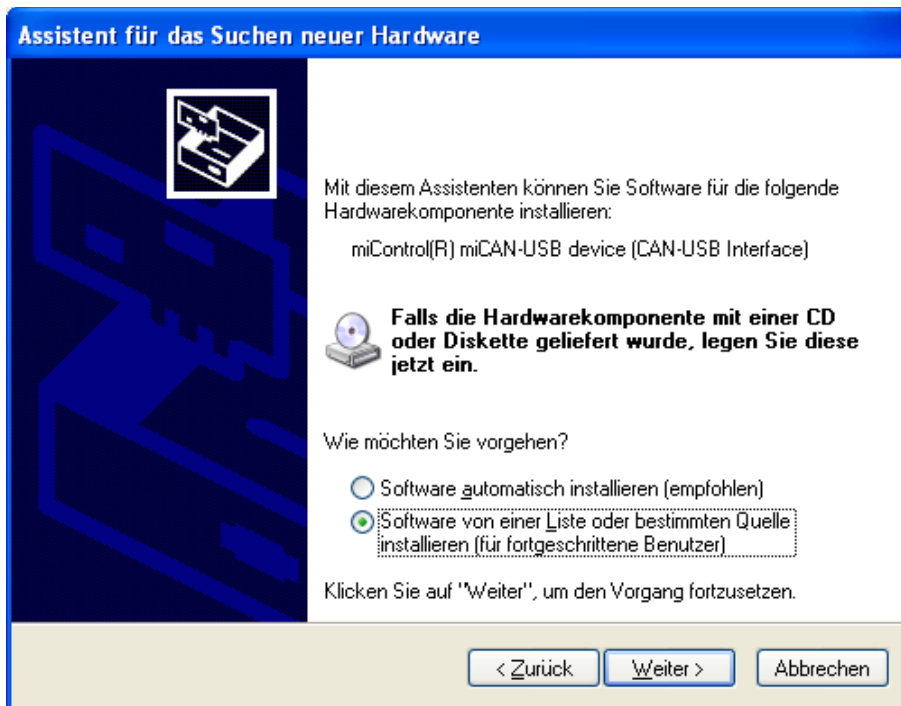 Assistent für das Suchen neuer Hardware
Mit diesem Assistenten können Sie Software für die folgende
Hardwarekomponente installieren:
miControl(R) miCAN-USB device (CAN-USB Interface)
Falls die Hardwarekomponente mit einer CD
oder Diskette geliefert wurde, legen Sie diese
jetzt ein.
Wie möchten Sie vorgehen?
Software automatisch installieren (empfohlen)
Software von einer Liste oder bestimmten Quelle
installieren (für fortgeschrittene Benutzer)
Klicken Sie auf "Weiter", um den Vorgang fortzusetzen.
< Zurück Weiter > Abbrechen